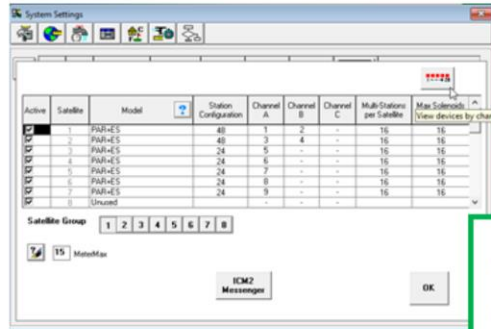 System Settings
Active Satellite Model ? Station Configuration Channel A Channel B Channel C Multi-Stations per Satellite Max Solenoids
View devices by chan
1 PAR+ES 48 1 2 - 16 16
2 PAR+ES 48 3 4 - 16 16
3 PAR+ES 24 5 - - 16 16
4 PAR+ES 24 6 - - 16 16
5 PAR+ES 24 7 - - 16 16
6 PAR+ES 24 8 - - 16 16
7 PAR+ES 24 9 - - 16 16
8 Unused - - -
Satellite Group 1 2 3 4 5 6 7 8
15 MeterMax
ICM2 Messenger
OK